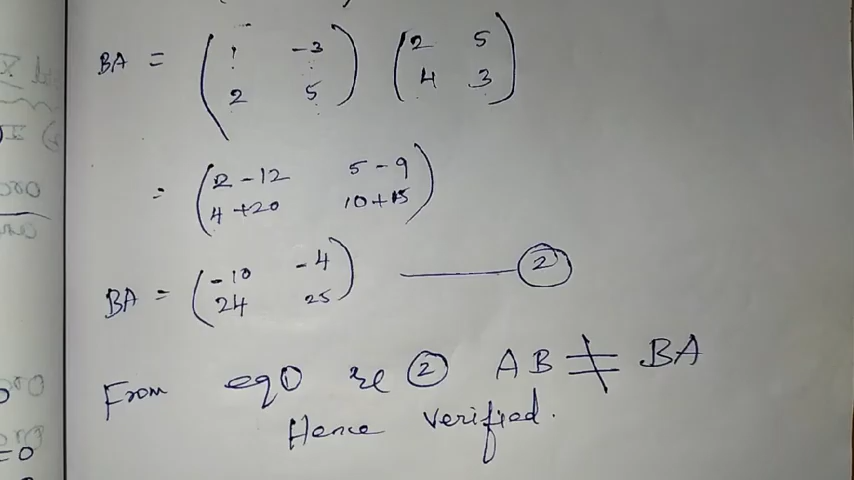 BA = ( 1 -3 ) ( 2 5 )
( 2 5 ) ( 4 3 )
= ( 2 - 12 5 - 9 )
( 4 + 20 10 + 15 )
BA = ( -10 -4 ) ——— ②
( 24 25 )
From eq① & ② AB ≠ BA
Hence verified.